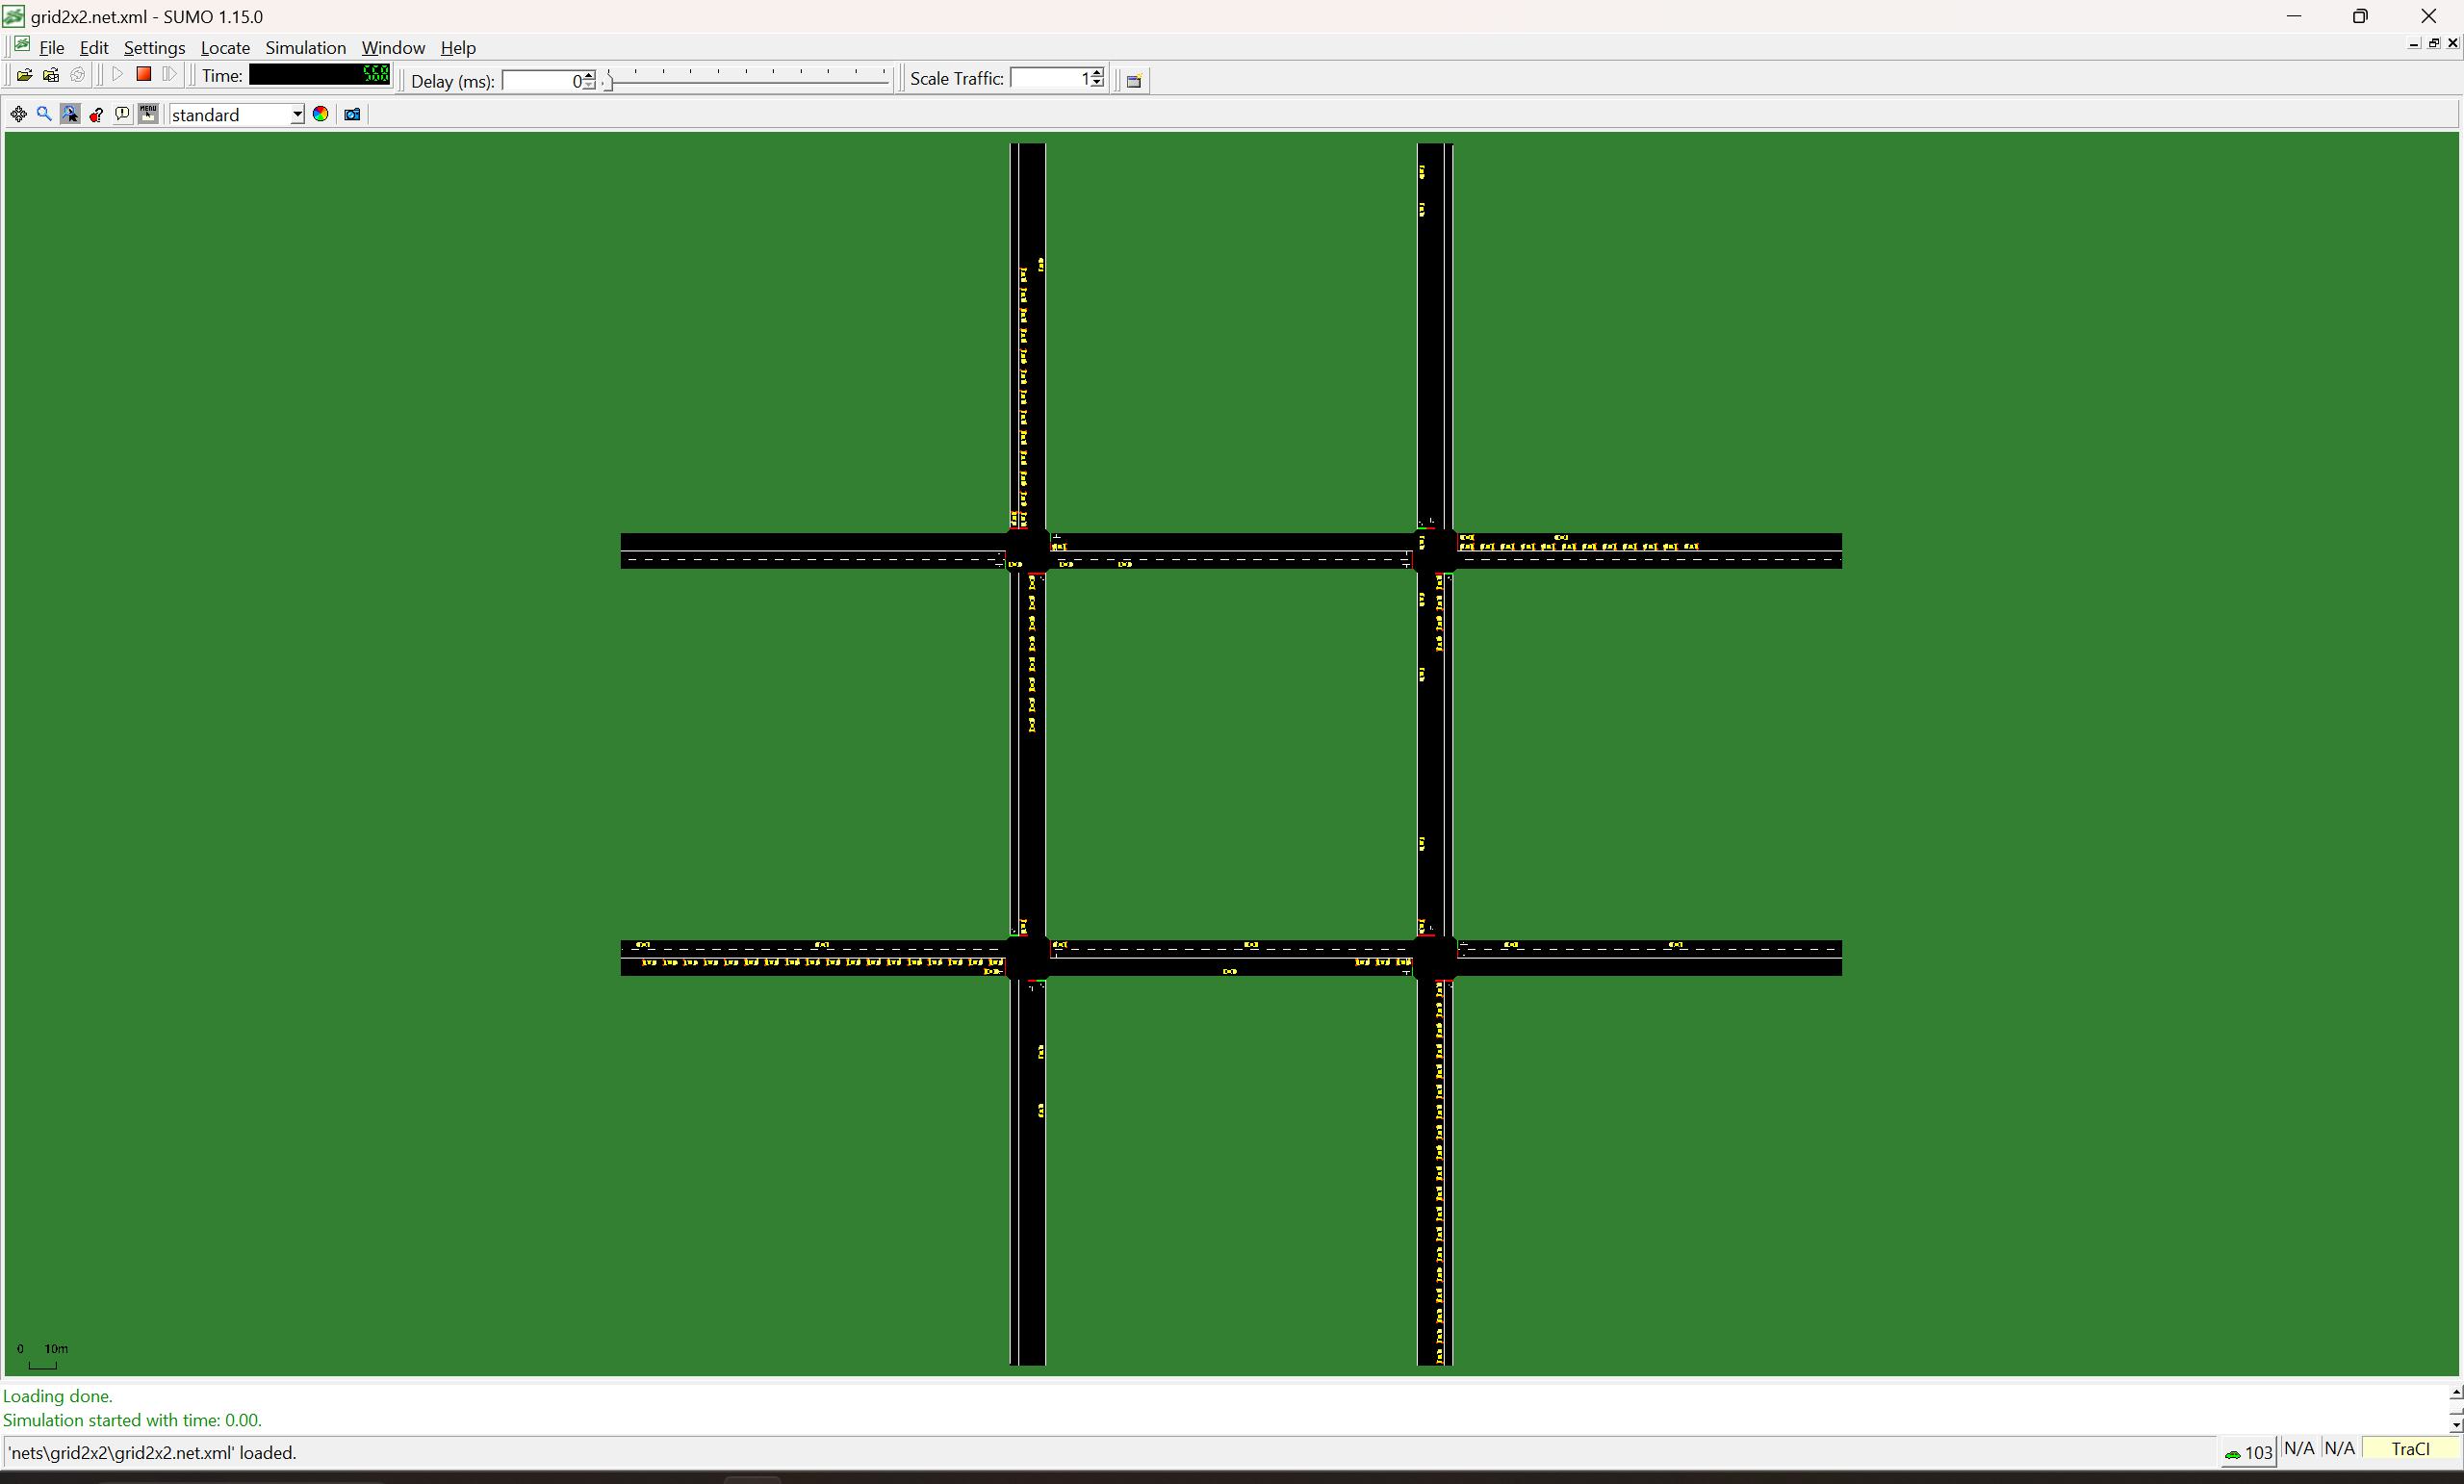 grid2x2.net.xml - SUMO 1.15.0
File Edit Settings Locate Simulation Window Help
Time: 568 Delay (ms): 0 Scale Traffic: 1
MENU standard
0 10m
Loading done.
Simulation started with time: 0.00.
'nets\grid2x2\grid2x2.net.xml' loaded. 103 N/A N/A TraCI